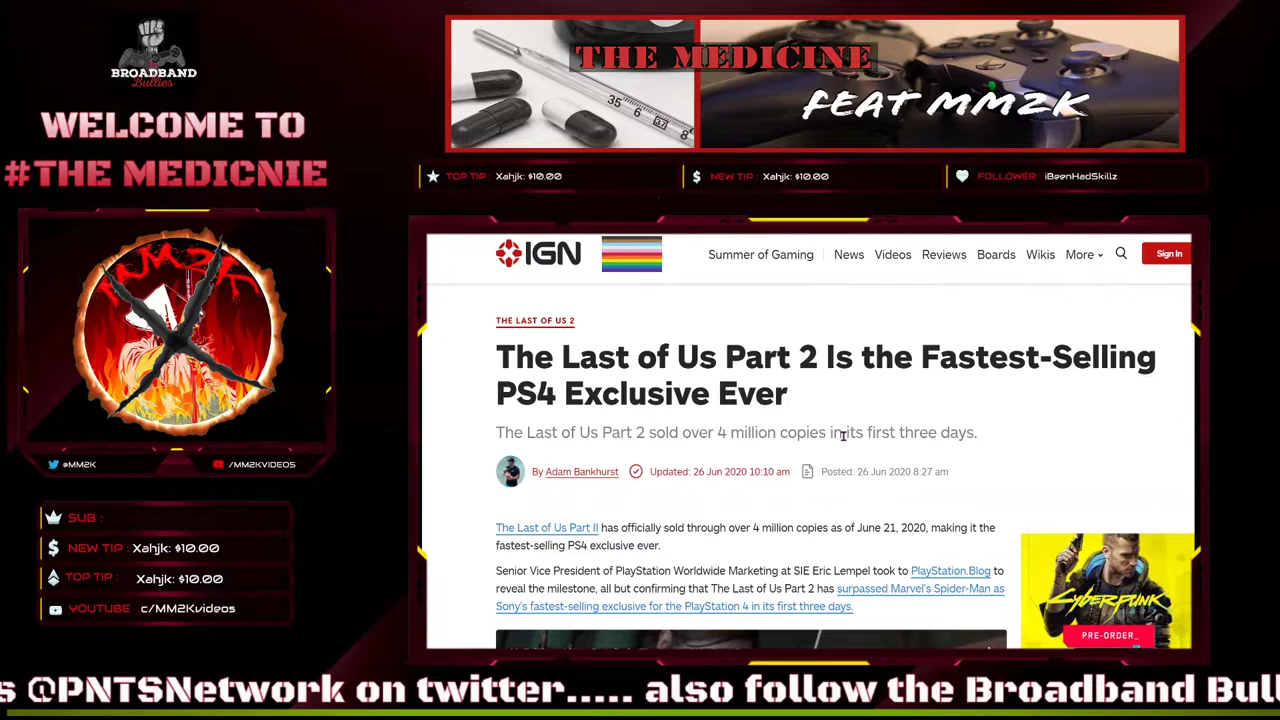 BROADBAND
Bullies
WELCOME TO
#THE MEDICNIE
THE MEDICINE
FEAT MM2K
35
6
37
8
TOP TIP : Xahjk: $10.00
NEW TIP : Xahjk: $10.00
FOLLOWER iBeenHadSkillz
MM2K
@MM2K
/MM2KVIDEOS
SUB :
NEW TIP : Xahjk: $10.00
TOP TIP : Xahjk: $10.00
YOUTUBE c/MM2Kvideos
IGN
Summer of Gaming
News
Videos
Reviews
Boards
Wikis
More
Sign In
THE LAST OF US 2
The Last of Us Part 2 Is the Fastest-Selling
PS4 Exclusive Ever
The Last of Us Part 2 sold over 4 million copies in its first three days.
By Adam Bankhurst
Updated: 26 Jun 2020 10:10 am
Posted: 26 Jun 2020 8:27 am
The Last of Us Part II has officially sold through over 4 million copies as of June 21, 2020, making it the
fastest-selling PS4 exclusive ever.
Senior Vice President of PlayStation Worldwide Marketing at SIE Eric Lempel took to PlayStation.Blog to
reveal the milestone, all but confirming that The Last of Us Part 2 has surpassed Marvel's Spider-Man as
Sony's fastest-selling exclusive for the PlayStation 4 in its first three days.
CYBERPUNK
PRE-ORDER_
s @PNTSNetwork on twitter..... also follow the Broadband Bull